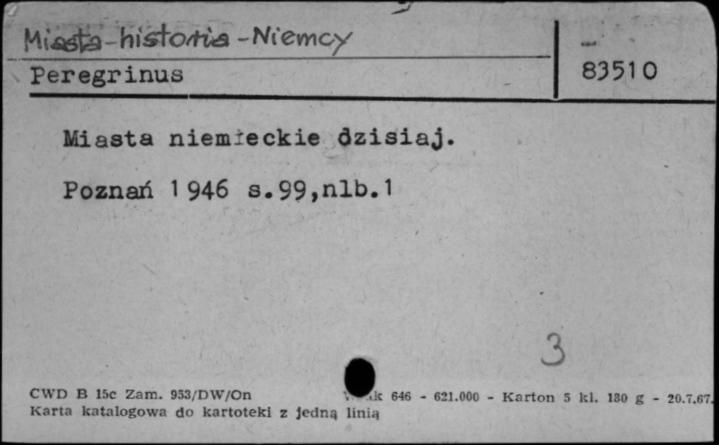 Miasta-historia-Niemcy
Peregrinus
83510
Miasta niemieckie dzisiaj.
Poznań 1946 s.99,nlb.1
3
CWD B 15c Zam. 953/DW/On 646 - 621.000 - Karton 5 kl. 180 g - 20.7.67.
Karta katalogowa do kartoteki z jedną linią